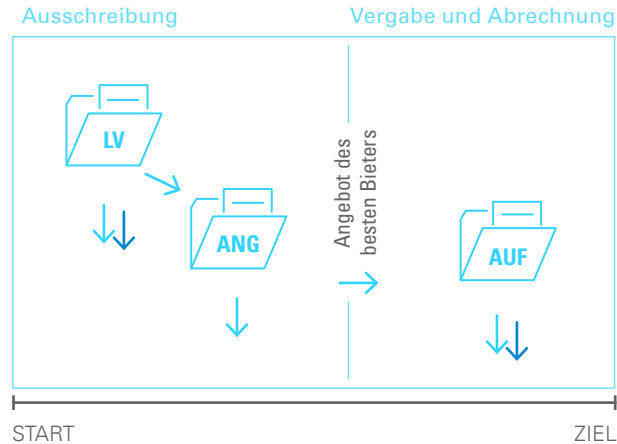 Ausschreibung
Vergabe und Abrechnung
LV
ANG
Angebot des
besten Bieters
AUF
START
ZIEL